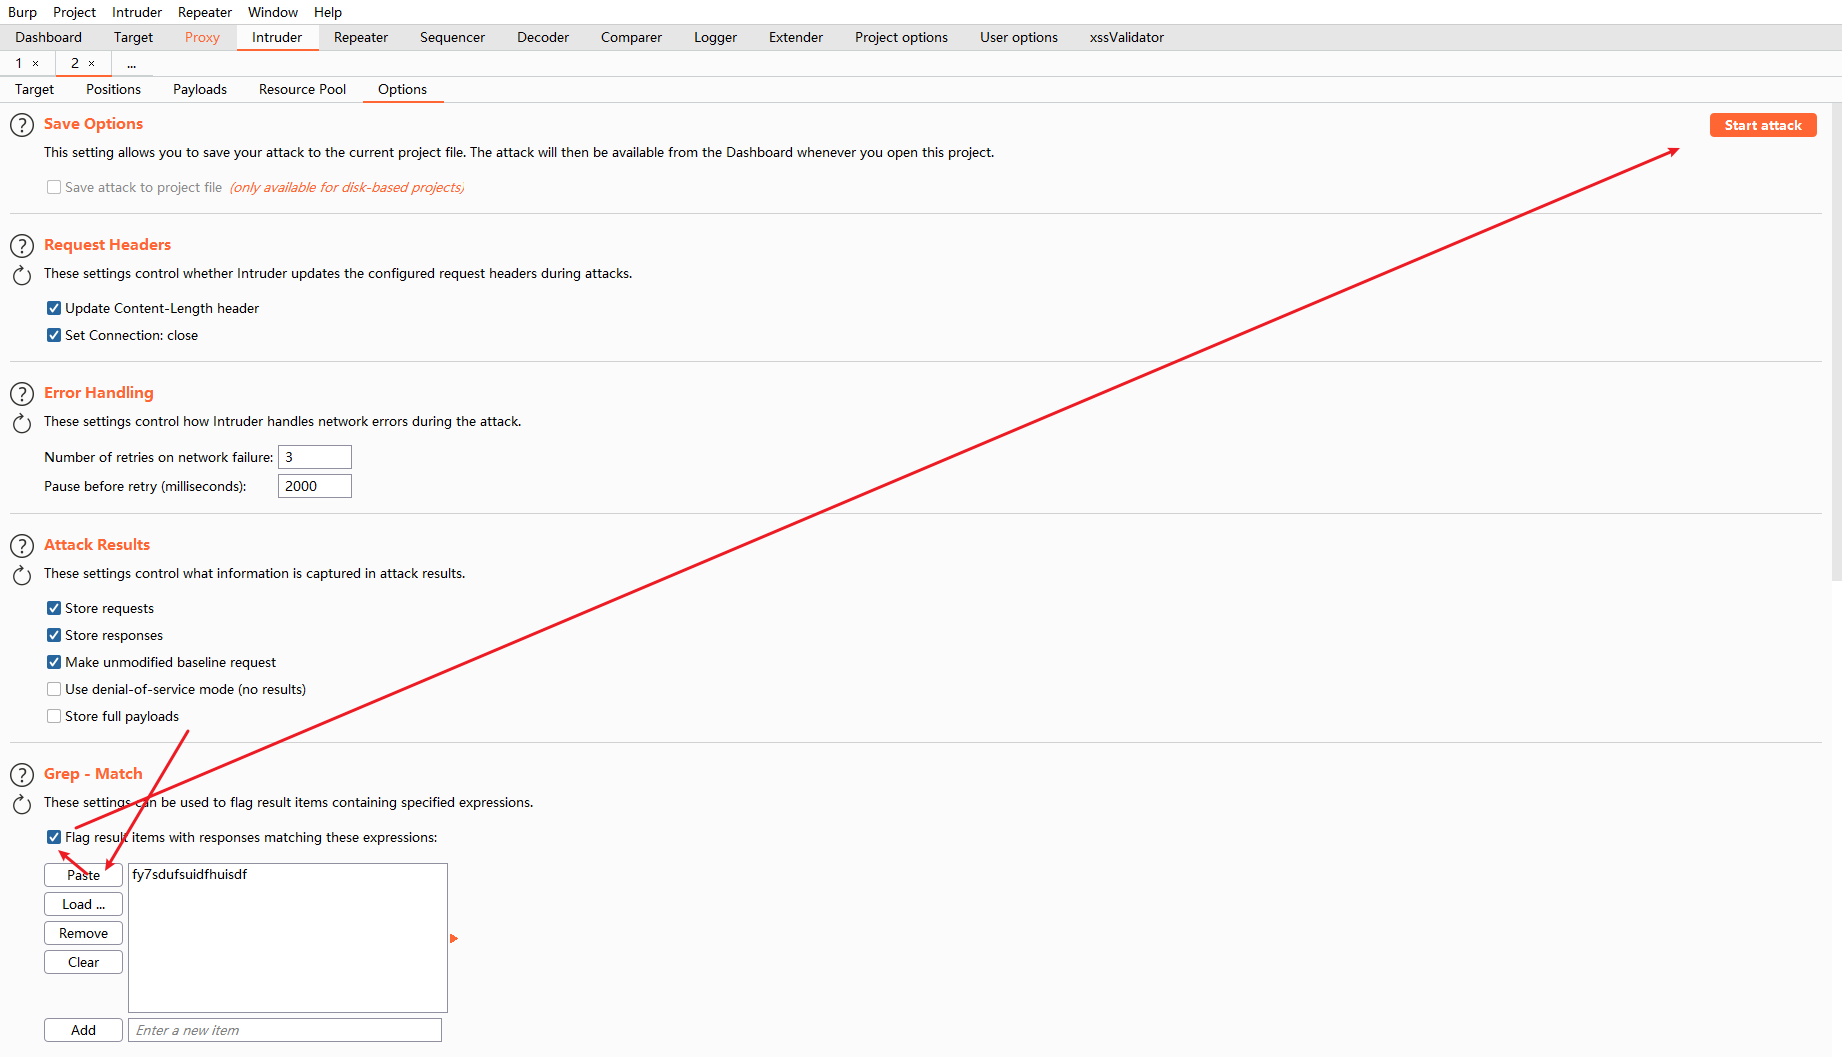 Burp Project Intruder Repeater Window Help
Dashboard Target Proxy Intruder Repeater Sequencer Decoder Comparer Logger Extender Project options User options xssValidator
1 × 2 × ...
Target Positions Payloads Resource Pool Options
? Save Options
Start attack
This setting allows you to save your attack to the current project file. The attack will then be available from the Dashboard whenever you open this project.
Save attack to project file (only available for disk-based projects)
? Request Headers
These settings control whether Intruder updates the configured request headers during attacks.
Update Content-Length header
Set Connection: close
? Error Handling
These settings control how Intruder handles network errors during the attack.
Number of retries on network failure: 3
Pause before retry (milliseconds): 2000
? Attack Results
These settings control what information is captured in attack results.
Store requests
Store responses
Make unmodified baseline request
Use denial-of-service mode (no results)
Store full payloads
? Grep - Match
These settings can be used to flag result items containing specified expressions.
Flag result items with responses matching these expressions:
Paste fy7sdufsuidfhuisdf
Load ...
Remove
Clear
Add Enter a new item